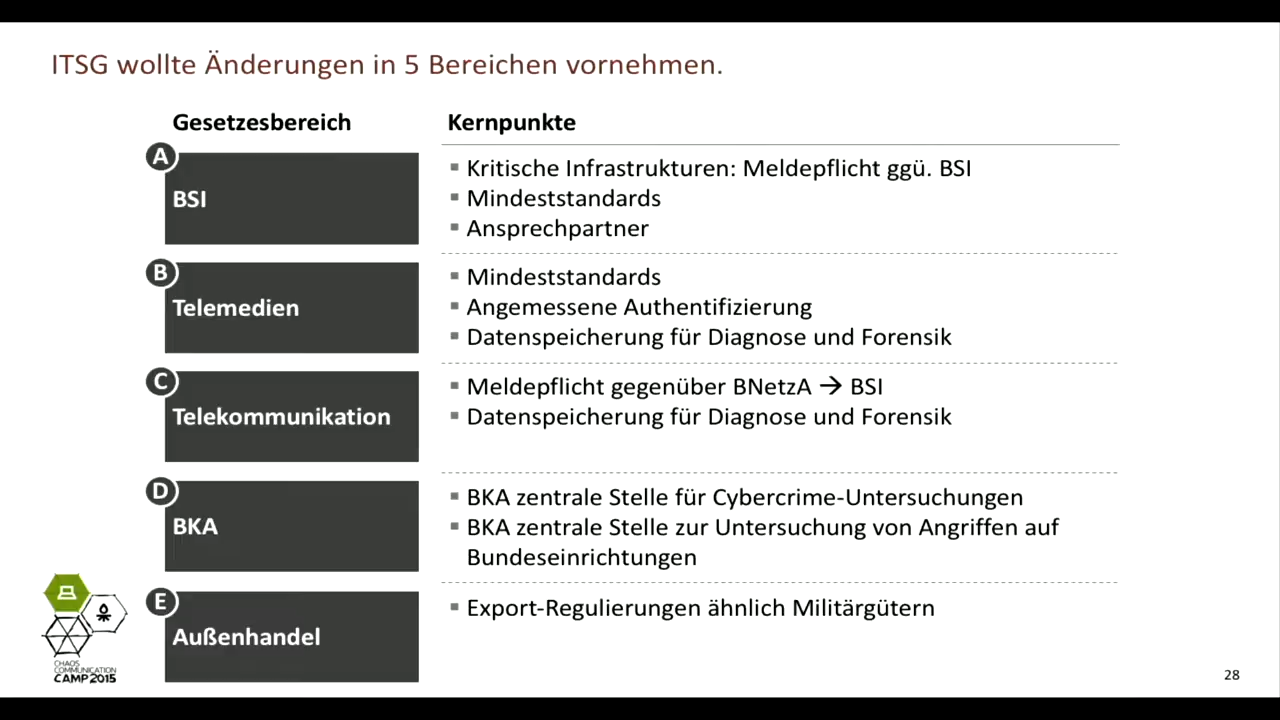 ITSG wollte Änderungen in 5 Bereichen vornehmen.
Gesetzesbereich
Kernpunkte
A
BSI
▪ Kritische Infrastrukturen: Meldepflicht ggü. BSI
▪ Mindeststandards
▪ Ansprechpartner
B
Telemedien
▪ Mindeststandards
▪ Angemessene Authentifizierung
▪ Datenspeicherung für Diagnose und Forensik
C
Telekommunikation
▪ Meldepflicht gegenüber BNetzA → BSI
▪ Datenspeicherung für Diagnose und Forensik
D
BKA
▪ BKA zentrale Stelle für Cybercrime-Untersuchungen
▪ BKA zentrale Stelle zur Untersuchung von Angriffen auf
Bundeseinrichtungen
E
Außenhandel
▪ Export-Regulierungen ähnlich Militärgütern
CHAOS
COMMUNICATION
CAMP 2015
28